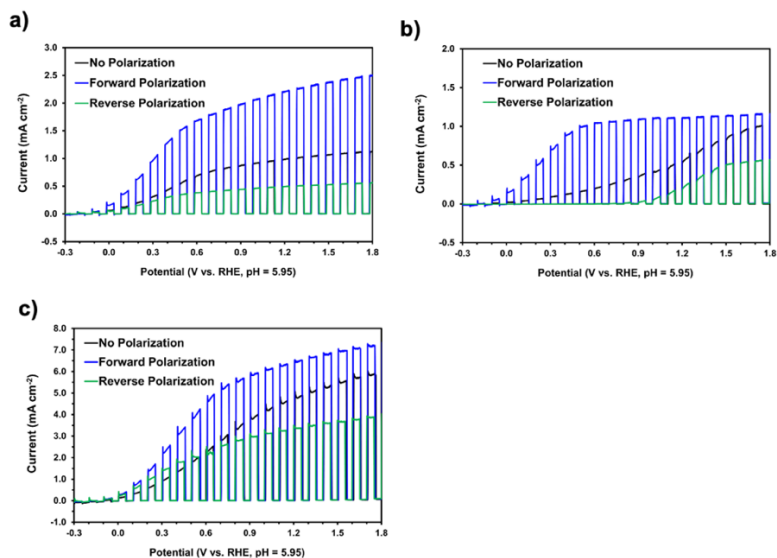 a)
3.0
2.5
2.0
1.5
1.0
0.5
0.0
-0.5
Current (mA cm⁻²)
No Polarization
Forward Polarization
Reverse Polarization
-0.3 0.0 0.3 0.6 0.9 1.2 1.5 1.8
Potential (V vs. RHE, pH = 5.95)
b)
2.0
1.5
1.0
0.5
0.0
-0.5
Current (mA cm⁻²)
No Polarization
Forward Polarization
Reverse Polarization
-0.3 0.0 0.3 0.6 0.9 1.2 1.5 1.8
Potential (V vs. RHE, pH = 5.95)
c)
8.0
7.0
6.0
5.0
4.0
3.0
2.0
1.0
0.0
-1.0
Current (mA cm⁻²)
No Polarization
Forward Polarization
Reverse Polarization
-0.3 0.0 0.3 0.6 0.9 1.2 1.5 1.8
Potential (V vs. RHE, pH = 5.95)